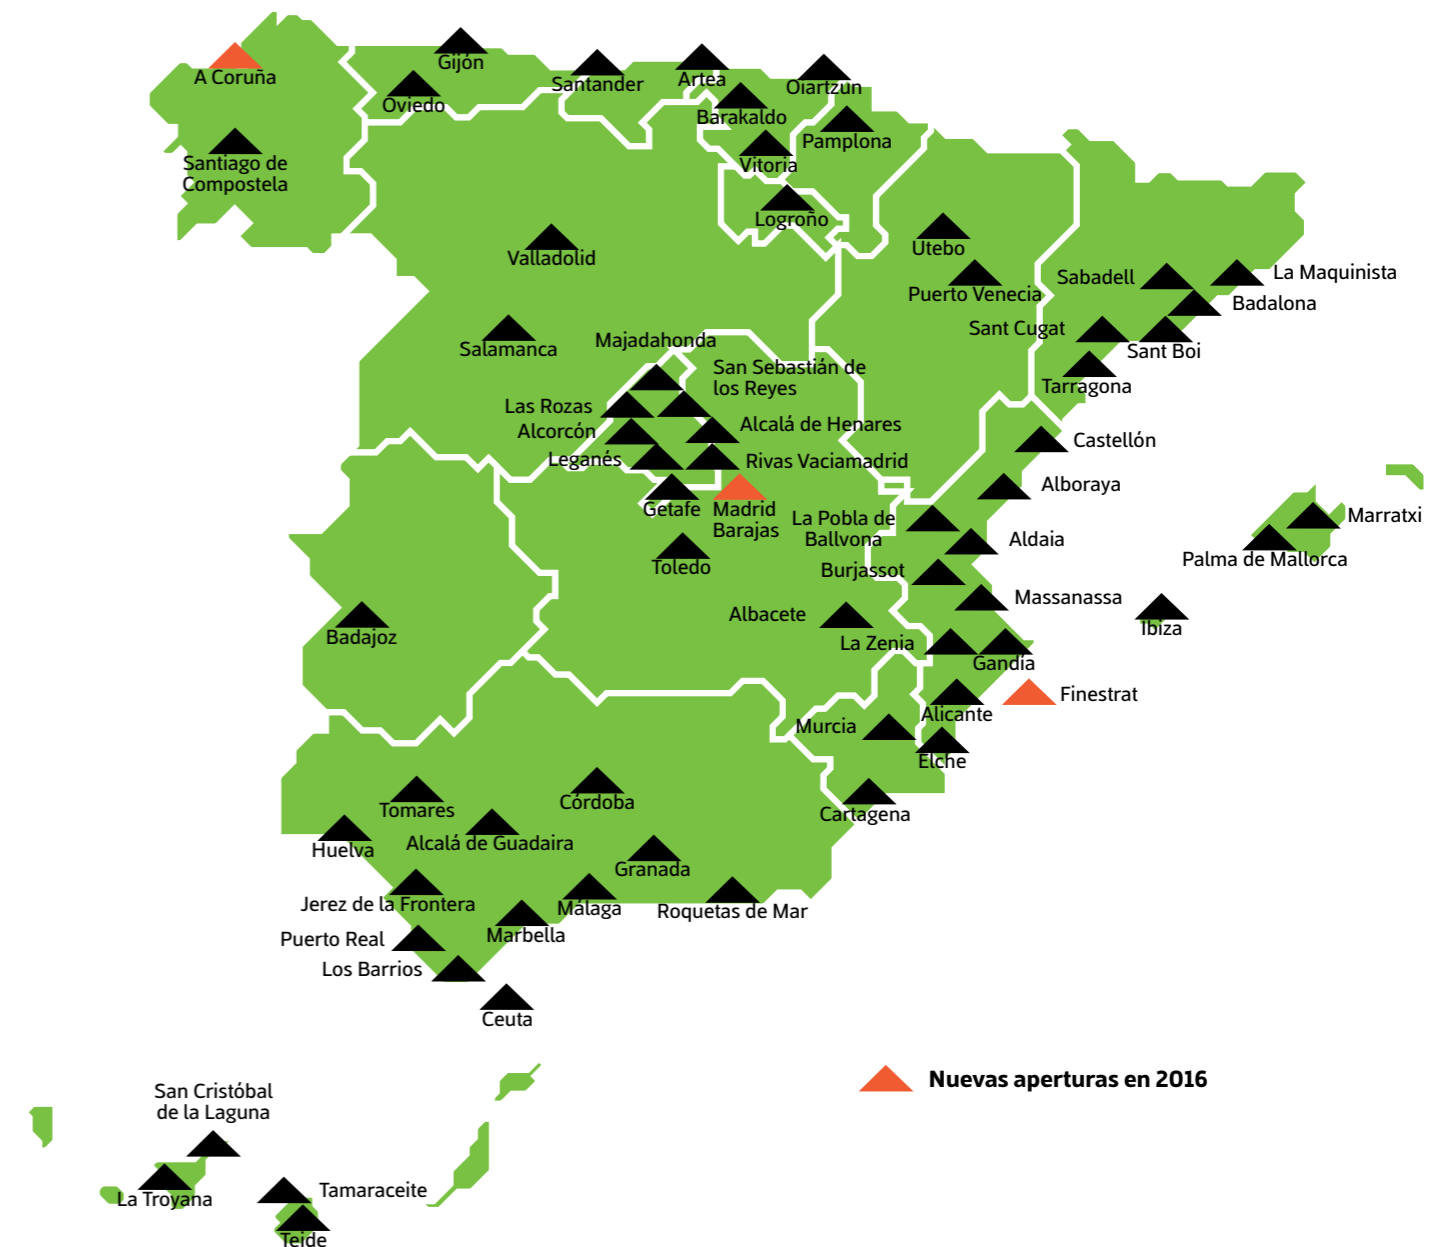 Gijón
A Coruña
Santander
Artea
Oiartzun
Oviedo
Barakaldo
Pamplona
Vitoria
Santiago de
Compostela
Logroño
Valladolid
Utebo
Puerto Venecia
Sabadell
La Maquinista
Badalona
Sant Cugat
Sant Boi
Tarragona
Salamanca
Majadahonda
San Sebastián de
los Reyes
Las Rozas
Alcorcón
Alcalá de Henares
Leganés
Rivas Vaciamadrid
Castellón
Alboraya
Getafe
Madrid
Barajas
La Pobla de
Ballvona
Marratxi
Aldaia
Palma de Mallorca
Toledo
Burjassot
Massanassa
Albacete
Ibiza
Badajoz
La Zenia
Gandía
Finestrat
Alicante
Murcia
Elche
Tomares
Córdoba
Cartagena
Huelva
Alcalá de Guadaira
Granada
Jerez de la Frontera
Málaga
Roquetas de Mar
Puerto Real
Marbella
Los Barrios
Ceuta
Nuevas aperturas en 2016
San Cristóbal
de la Laguna
La Troyana
Tamaraceite
Teide